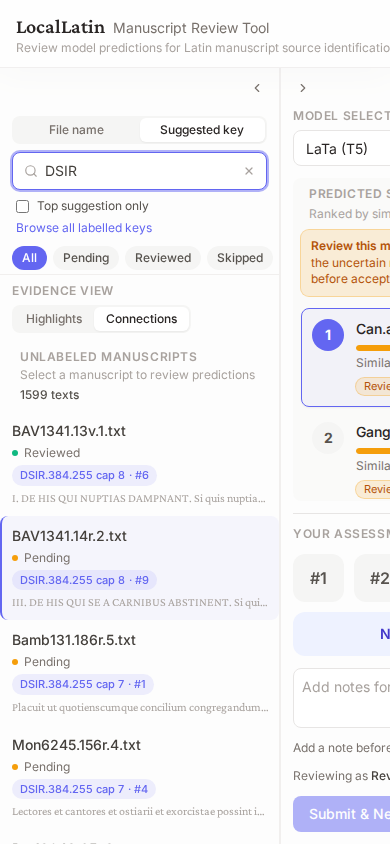 LocalLatin Manuscript Review Tool
Review model predictions for Latin manuscript source identificatio
File name Suggested key
DSIR
Top suggestion only
Browse all labelled keys
All Pending Reviewed Skipped
EVIDENCE VIEW
Highlights Connections
UNLABELED MANUSCRIPTS
Select a manuscript to review predictions
1599 texts
BAV1341.13v.1.txt
Reviewed
DSIR.384.255 cap 8 · #6
I. DE HIS QUI NUPTIAS DAMPNANT. Si quis nuptia...
BAV1341.14r.2.txt
Pending
DSIR.384.255 cap 8 · #9
III. DE HIS QUI SE A CARNIBUS ABSTINENT. Si qui...
Bamb131.186r.5.txt
Pending
DSIR.384.255 cap 7 · #1
Placuit ut quotienscumque concilium congregandum...
Mon6245.156r.4.txt
Pending
DSIR.384.255 cap 7 · #4
Lectores et cantores et ostiarii et exorcistae possint i...
MODEL SELECT
LaTa (T5)
PREDICTED S
Ranked by sim
Review this m
the uncertain
before accept
1 Can.a
Simila
Revie
2 Gang
Simila
Revie
YOUR ASSESSM
#1 #2
N
Add notes for
Add a note before
Reviewing as Rev
Submit & Ne